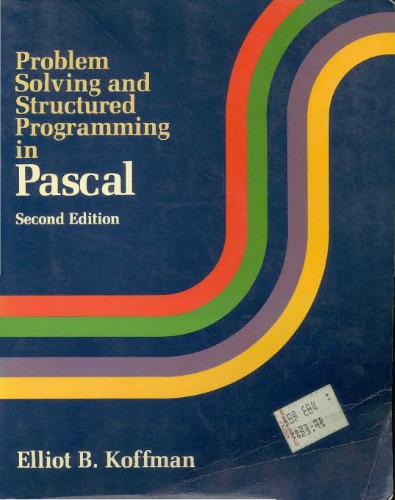 Problem
Solving and
Structured
Programming
in
Pascal
Second Edition
Elliot B. Koffman